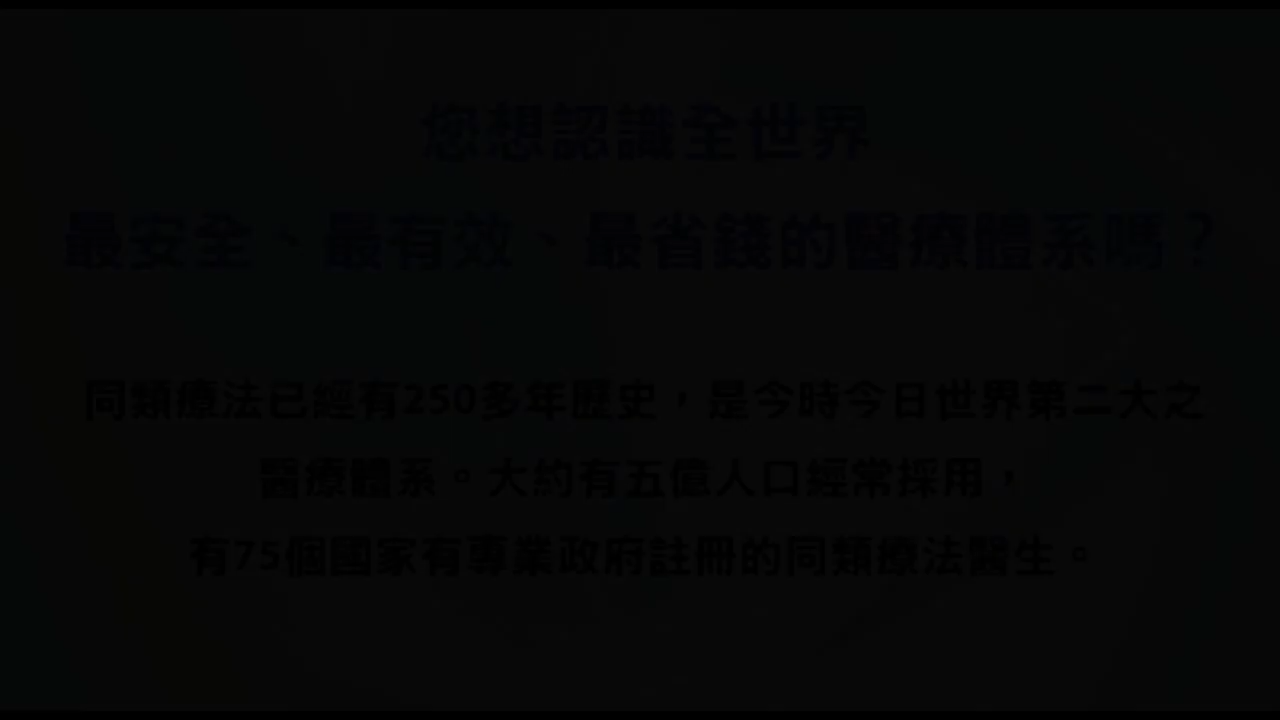 您想認識全世界
最安全、最有效、最省錢的醫療體系嗎？
同類療法已經有250多年歷史，是今時今日世界第二大之
醫療體系。大約有五億人口經常採用，
有75個國家有專業政府註冊的同類療法醫生。